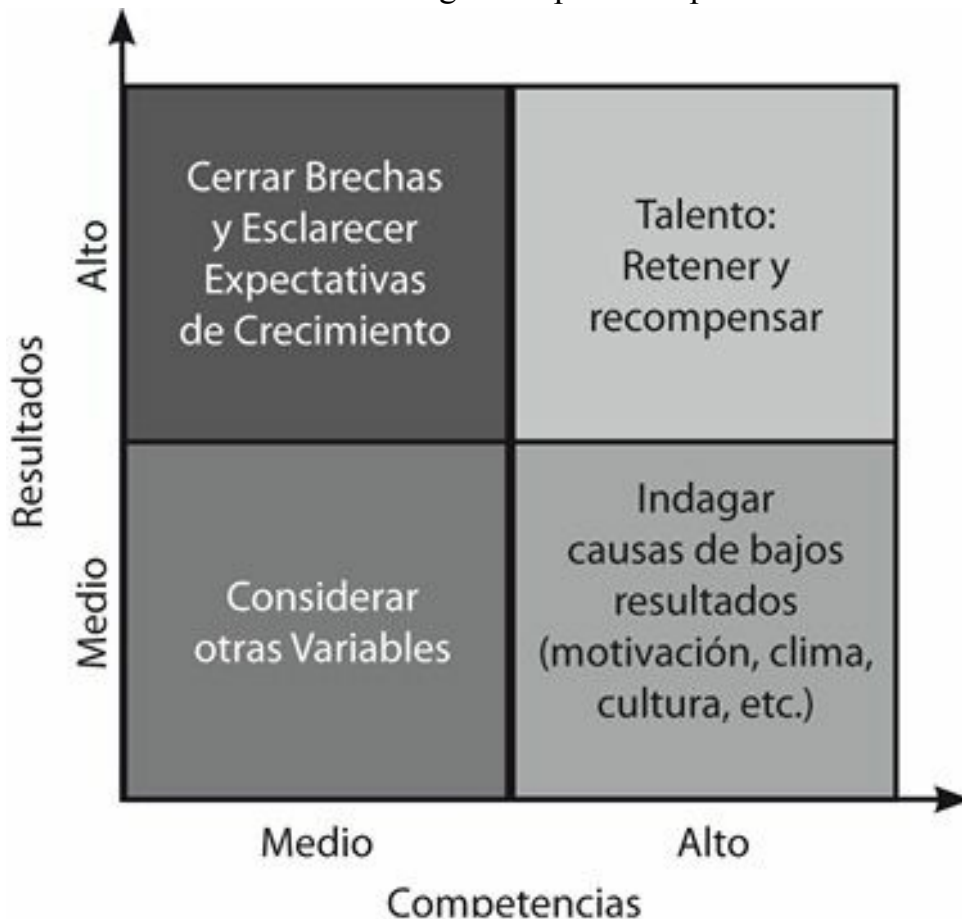 Cerrar Brechas
y Esclarecer
Expectativas
de Crecimiento
Talento:
Retener y
recompensar
Considerar
otras Variables
Indagar
causas de bajos
resultados
(motivación, clima,
cultura, etc.)
Resultados
Alto
Medio
Medio
Alto
Competencias